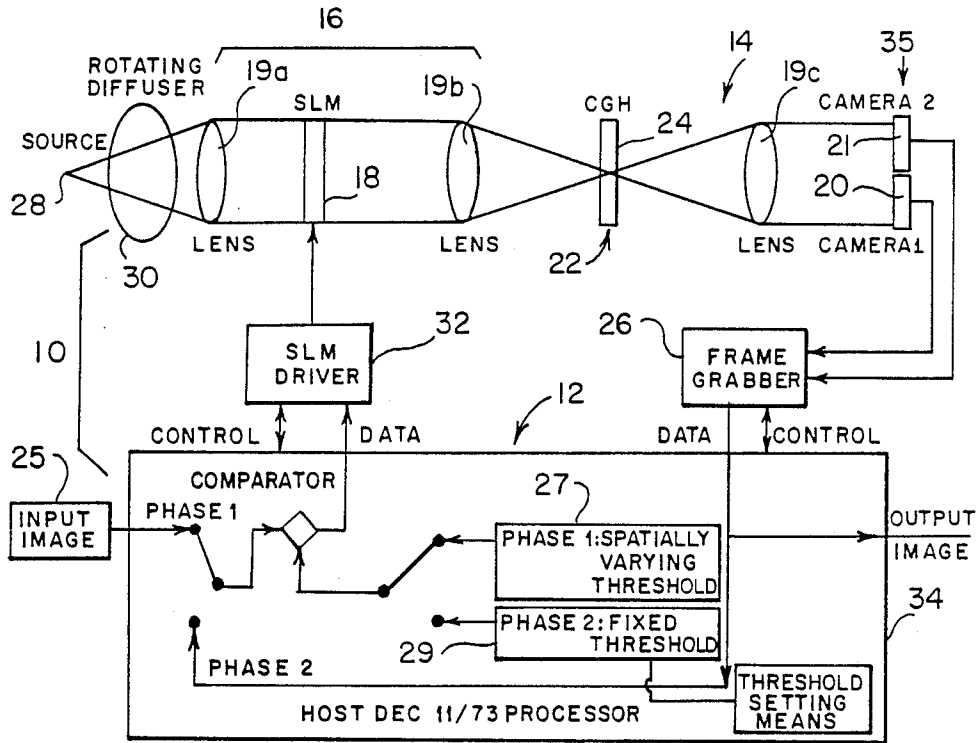 16
14
35
ROTATING
DIFFUSER
19a
SLM
19b
CGH
19c
CAMERA 2
SOURCE
24
21
28
18
20
30
LENS
LENS
22
LENS
CAMERA1
10
SLM
DRIVER
32
26
FRAME
GRABBER
12
CONTROL
DATA
DATA
CONTROL
25
COMPARATOR
27
INPUT
IMAGE
PHASE 1
PHASE 1:SPATIALLY
VARYING
THRESHOLD
OUTPUT
IMAGE
PHASE 2:FIXED
THRESHOLD
34
29
PHASE 2
THRESHOLD
SETTING
MEANS
HOST DEC 11/73 PROCESSOR